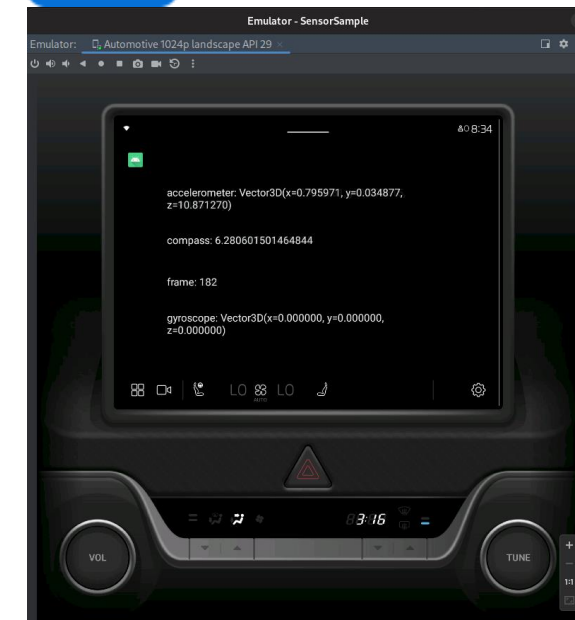 Emulator - SensorSample
Emulator: Automotive 1024p landscape API 29
8:34
accelerometer: Vector3D(x=0.795971, y=0.034877,
z=10.871270)
compass: 6.280601501464844
frame: 182
gyroscope: Vector3D(x=0.000000, y=0.000000,
z=0.000000)
LO LO
AUTO
3:16
VOL
TUNE
1:1